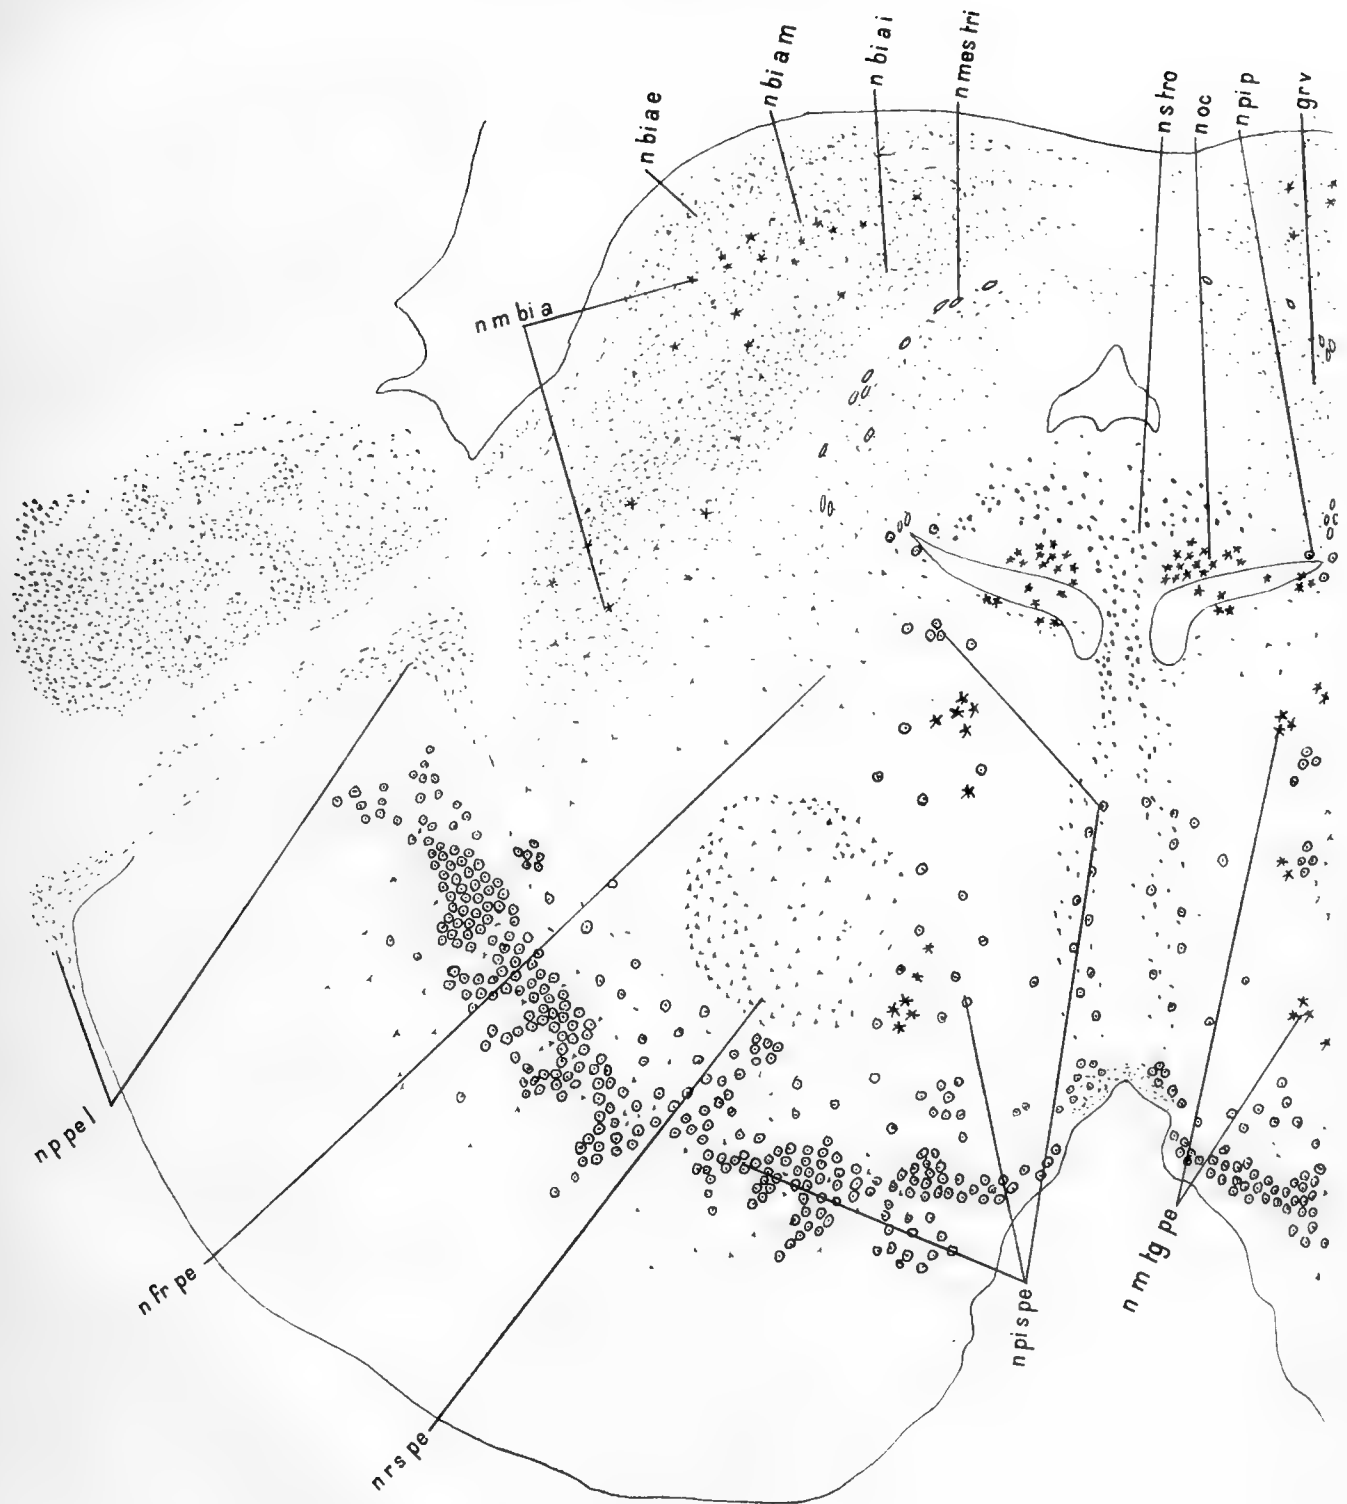 n bi a e
n bi a m
n bi a i
n mes tri
n s tro
n oc
n pi p
gr v
n m bi a
n p pe l
n fr pe
n rs pe
n pi s pe
n m tg pe